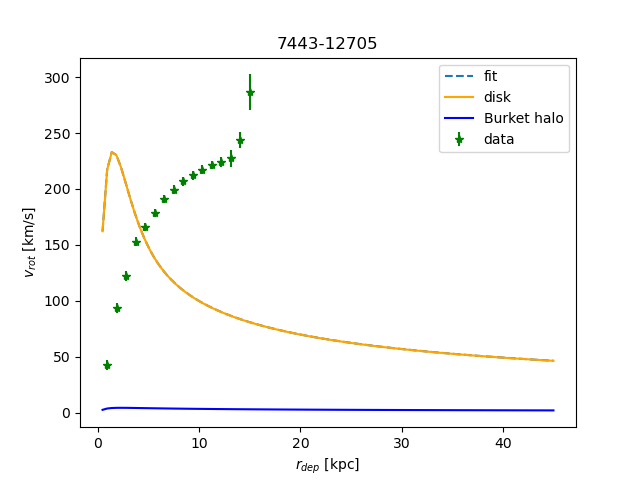 7443-12705
fit
disk
Burket halo
data
300
250
200
150
100
50
0
v_rot [km/s]
0 10 20 30 40
r_dep [kpc]